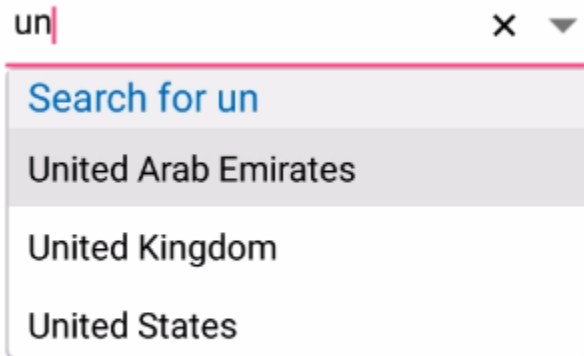 un
Search for un
United Arab Emirates
United Kingdom
United States